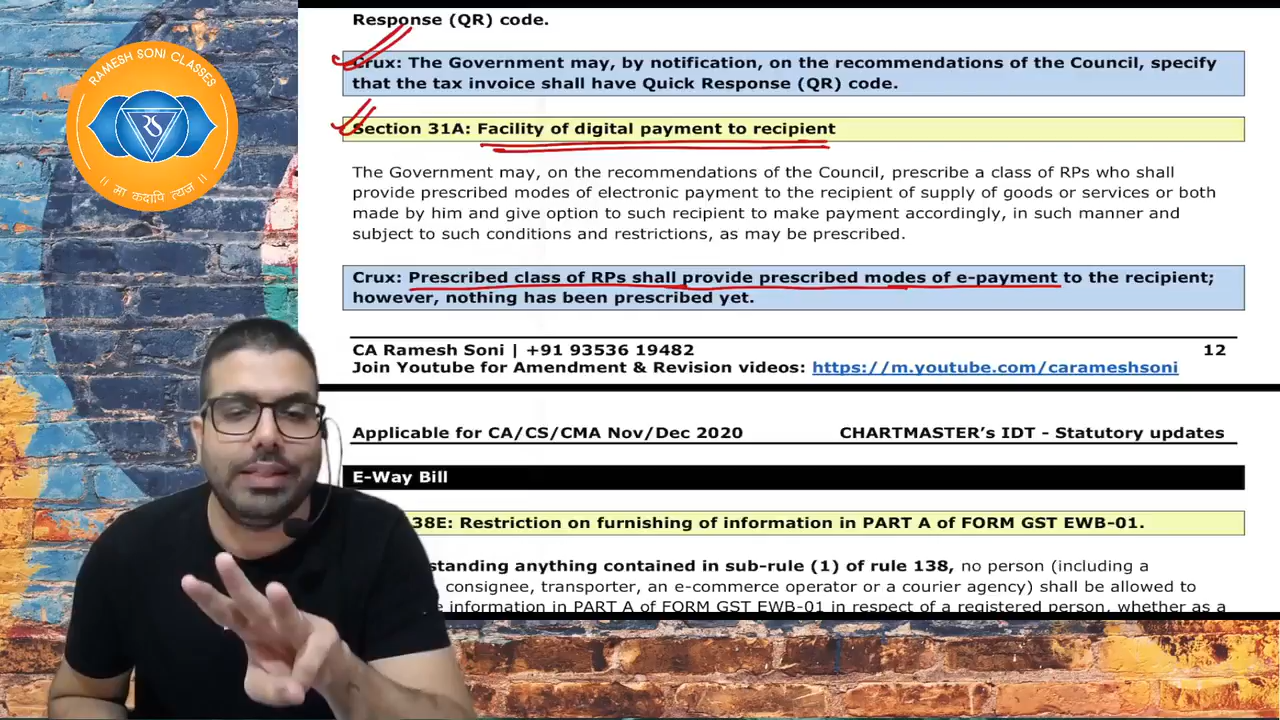 RAMESH SONI CLASSES
RS
॥ मा कदापि त्यज ॥
Response (QR) code.
Crux: The Government may, by notification, on the recommendations of the Council, specify
that the tax invoice shall have Quick Response (QR) code.
Section 31A: Facility of digital payment to recipient
The Government may, on the recommendations of the Council, prescribe a class of RPs who shall
provide prescribed modes of electronic payment to the recipient of supply of goods or services or both
made by him and give option to such recipient to make payment accordingly, in such manner and
subject to such conditions and restrictions, as may be prescribed.
Crux: Prescribed class of RPs shall provide prescribed modes of e-payment to the recipient;
however, nothing has been prescribed yet.
CA Ramesh Soni | +91 93536 19482 12
Join Youtube for Amendment & Revision videos: https://m.youtube.com/carameshsoni
Applicable for CA/CS/CMA Nov/Dec 2020 CHARTMASTER's IDT - Statutory updates
E-Way Bill
38E: Restriction on furnishing of information in PART A of FORM GST EWB-01.
standing anything contained in sub-rule (1) of rule 138, no person (including a
consignee, transporter, an e-commerce operator or a courier agency) shall be allowed to
e information in PART A of FORM GST EWB-01 in respect of a registered person, whether as a